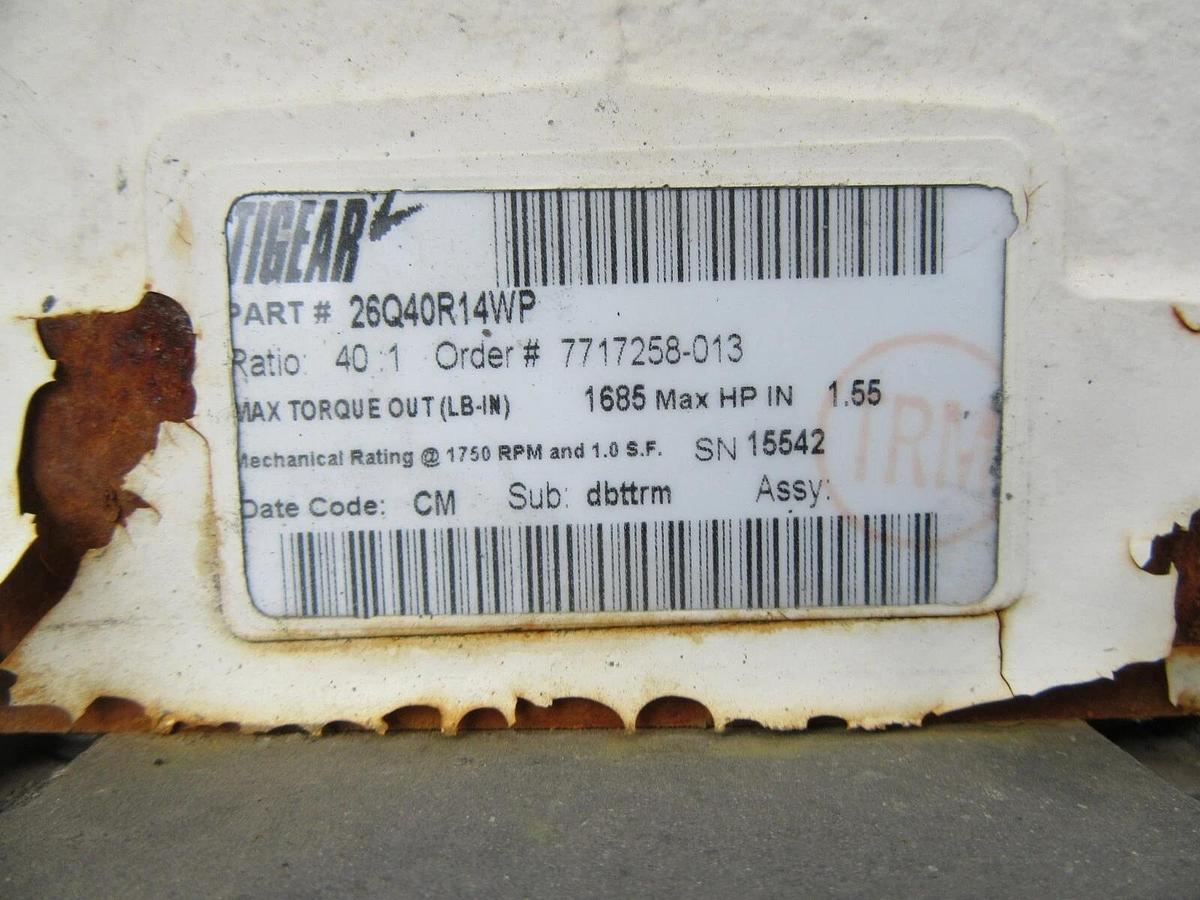 TIGEAR
PART # 26Q40R14WP
Ratio: 40 :1 Order # 7717258-013
MAX TORQUE OUT (LB-IN) 1685 Max HP IN 1.55
Mechanical Rating @ 1750 RPM and 1.0 S.F. SN 15542
Date Code: CM Sub: dbttrm Assy:
TRM